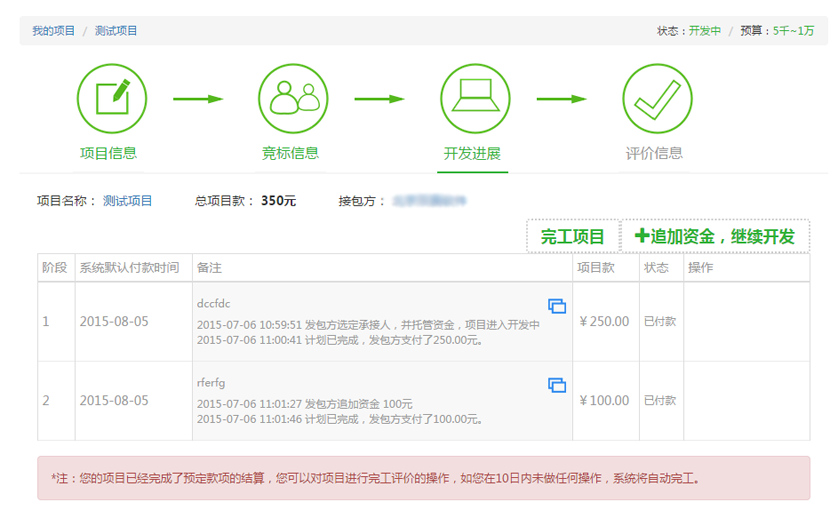 我的项目 / 测试项目 状态：开发中 / 预算：5千~1万
项目信息 竞标信息 开发进展 评价信息
项目名称： 测试项目 总项目款： 350元 接包方：
完工项目 ✚追加资金，继续开发
阶段 系统默认付款时间 备注 项目款 状态 操作
dccfdc
1 2015-08-05 2015-07-06 10:59:51 发包方选定承接人，并托管资金，项目进入开发中 ￥250.00 已付款
2015-07-06 11:00:41 计划已完成，发包方支付了250.00元。
rferfg
2 2015-08-05 2015-07-06 11:01:27 发包方追加资金 100元 ￥100.00 已付款
2015-07-06 11:01:46 计划已完成，发包方支付了100.00元。
*注：您的项目已经完成了预定款项的结算，您可以对项目进行完工评价的操作，如您在10日内未做任何操作，系统将自动完工。